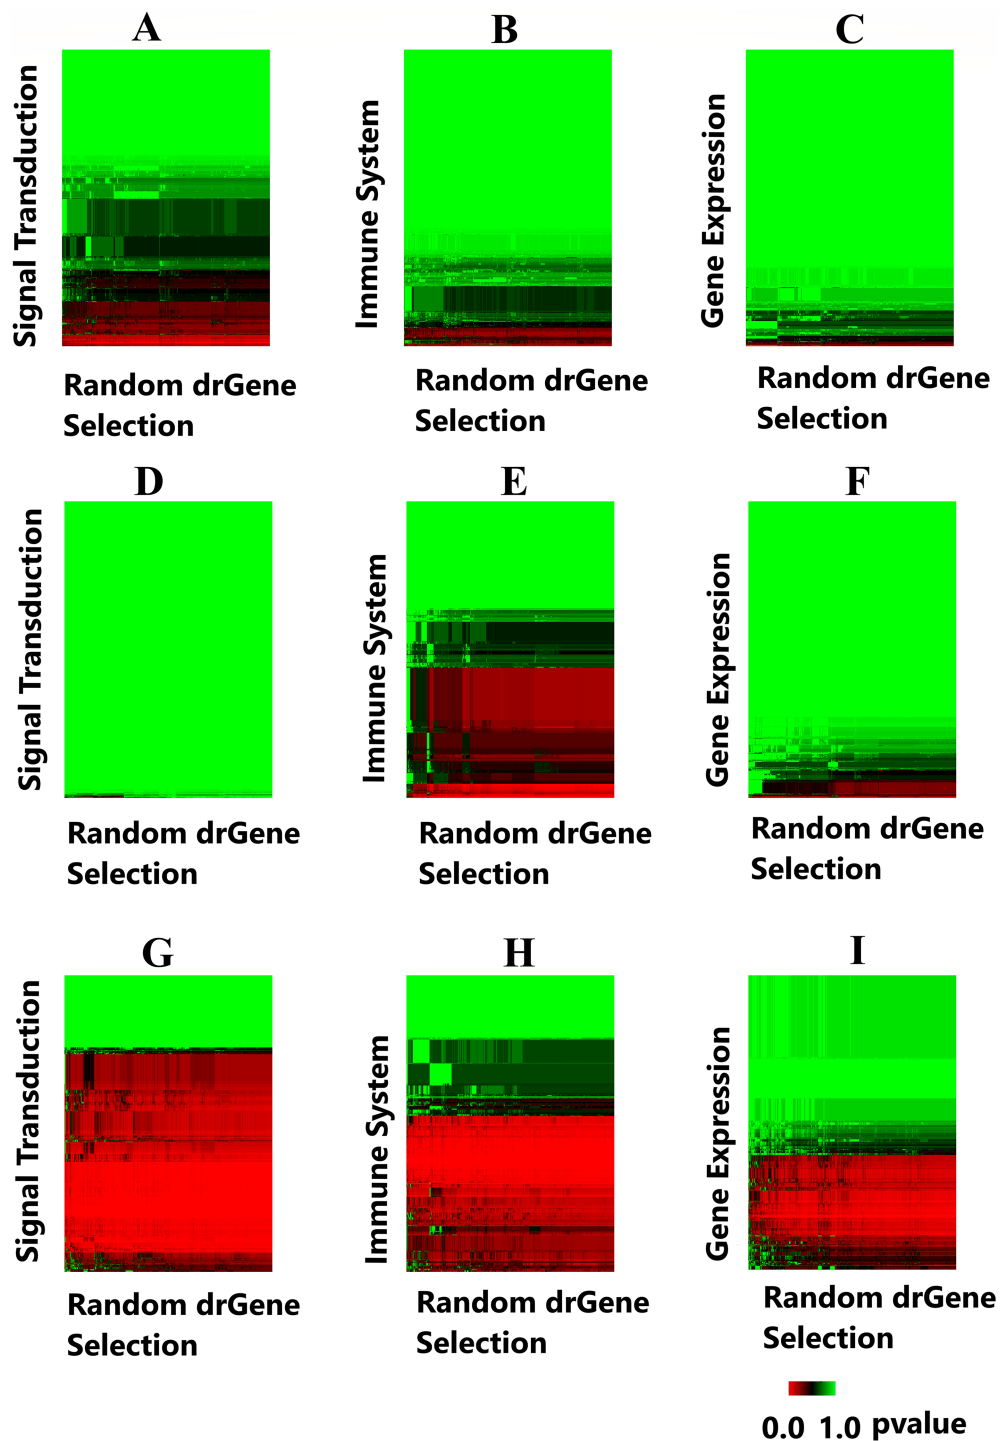 A
B
C
Signal Transduction
Immune System
Gene Expression
Random drGene
Selection
Random drGene
Selection
Random drGene
Selection
D
E
F
Signal Transduction
Immune System
Gene Expression
Random drGene
Selection
Random drGene
Selection
Random drGene
Selection
G
H
I
Signal Transduction
Immune System
Gene Expression
Random drGene
Selection
Random drGene
Selection
Random drGene
Selection
0.0 1.0 pvalue